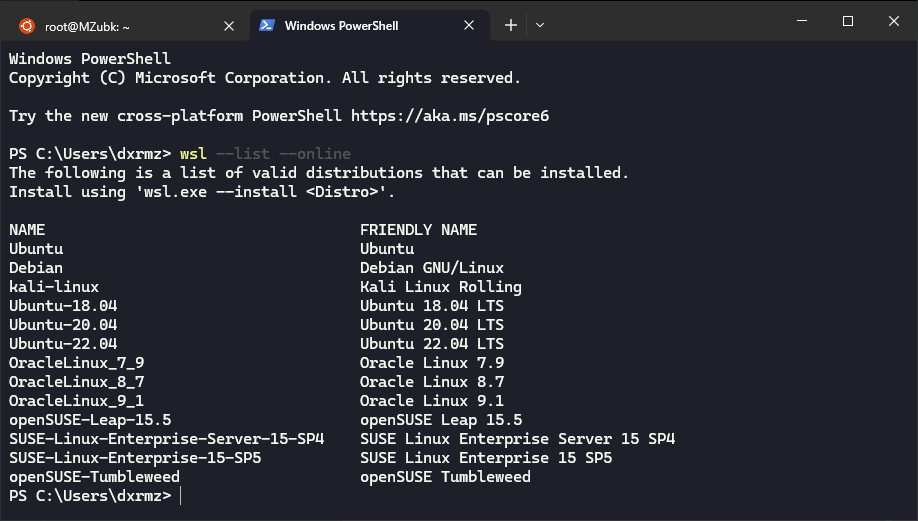 root@MZubk: ~
Windows PowerShell
Windows PowerShell
Copyright (C) Microsoft Corporation. All rights reserved.
Try the new cross-platform PowerShell https://aka.ms/pscore6
PS C:\Users\dxrmz> wsl --list --online
The following is a list of valid distributions that can be installed.
Install using 'wsl.exe --install <Distro>'.
NAME                                   FRIENDLY NAME
Ubuntu                                 Ubuntu
Debian                                 Debian GNU/Linux
kali-linux                             Kali Linux Rolling
Ubuntu-18.04                           Ubuntu 18.04 LTS
Ubuntu-20.04                           Ubuntu 20.04 LTS
Ubuntu-22.04                           Ubuntu 22.04 LTS
OracleLinux_7_9                        Oracle Linux 7.9
OracleLinux_8_7                        Oracle Linux 8.7
OracleLinux_9_1                        Oracle Linux 9.1
openSUSE-Leap-15.5                     openSUSE Leap 15.5
SUSE-Linux-Enterprise-Server-15-SP4    SUSE Linux Enterprise Server 15 SP4
SUSE-Linux-Enterprise-15-SP5           SUSE Linux Enterprise 15 SP5
openSUSE-Tumbleweed                    openSUSE Tumbleweed
PS C:\Users\dxrmz>